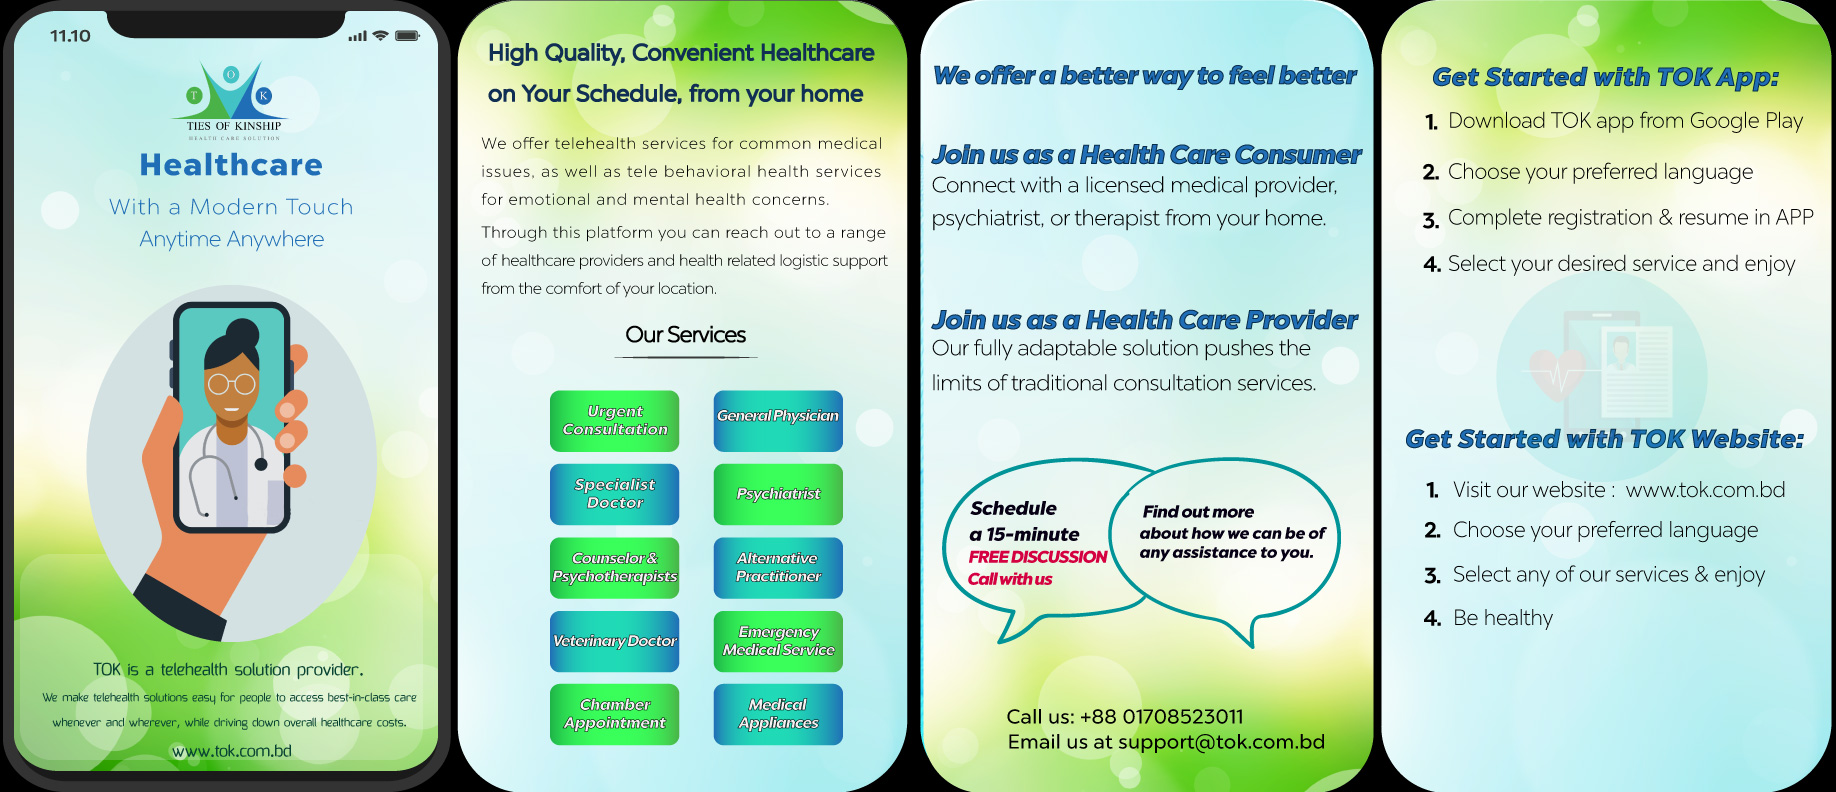 11.10
O
T
K
TIES OF KINSHIP
HEALTH CARE SOLUTION
Healthcare
With a Modern Touch
Anytime Anywhere
TOK is a telehealth solution provider.
We make telehealth solutions easy for people to access best-in-class care
whenever and wherever, while driving down overall healthcare costs.
www.tok.com.bd
High Quality, Convenient Healthcare
on Your Schedule, from your home
We offer telehealth services for common medical
issues, as well as tele behavioral health services
for emotional and mental health concerns.
Through this platform you can reach out to a range
of healthcare providers and health related logistic support
from the comfort of your location.
Our Services
Urgent
Consultation
General Physician
Specialist
Doctor
Psychiatrist
Counselor &
Psychotherapists
Alternative
Practitioner
Veterinary Doctor
Emergency
Medical Service
Chamber
Appointment
Medical
Appliances
We offer a better way to feel better
Join us as a Health Care Consumer
Connect with a licensed medical provider,
psychiatrist, or therapist from your home.
Join us as a Health Care Provider
Our fully adaptable solution pushes the
limits of traditional consultation services.
Schedule
a 15-minute
FREE DISCUSSION
Call with us
Find out more
about how we can be of
any assistance to you.
Call us: +88 01708523011
Email us at support@tok.com.bd
Get Started with TOK App:
1. Download TOK app from Google Play
2. Choose your preferred language
3. Complete registration & resume in APP
4. Select your desired service and enjoy
Get Started with TOK Website:
1. Visit our website : www.tok.com.bd
2. Choose your preferred language
3. Select any of our services & enjoy
4. Be healthy